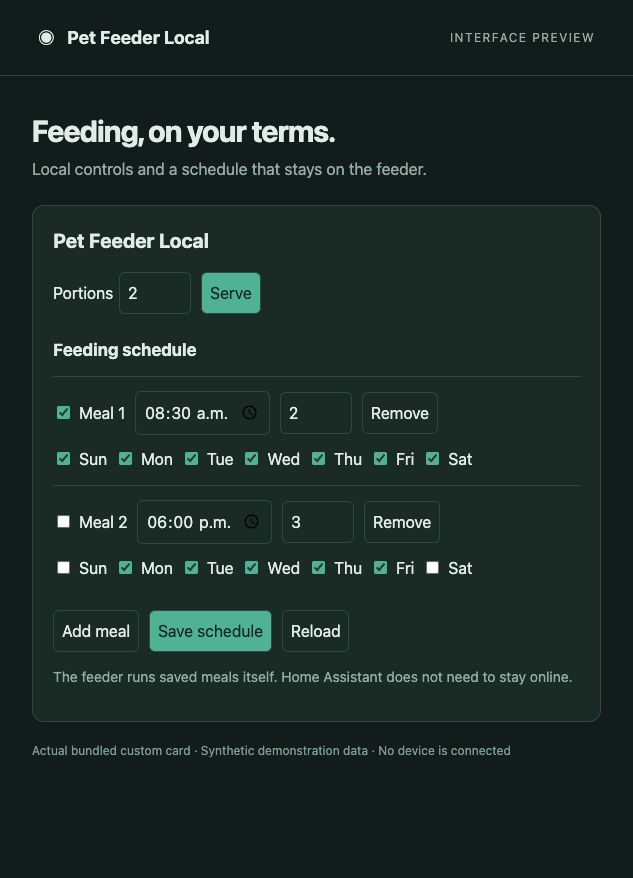 Pet Feeder Local
INTERFACE PREVIEW
Feeding, on your terms.
Local controls and a schedule that stays on the feeder.
Pet Feeder Local
Portions 2 Serve
Feeding schedule
Meal 1 08:30 a.m. 2 Remove
Sun Mon Tue Wed Thu Fri Sat
Meal 2 06:00 p.m. 3 Remove
Sun Mon Tue Wed Thu Fri Sat
Add meal Save schedule Reload
The feeder runs saved meals itself. Home Assistant does not need to stay online.
Actual bundled custom card · Synthetic demonstration data · No device is connected